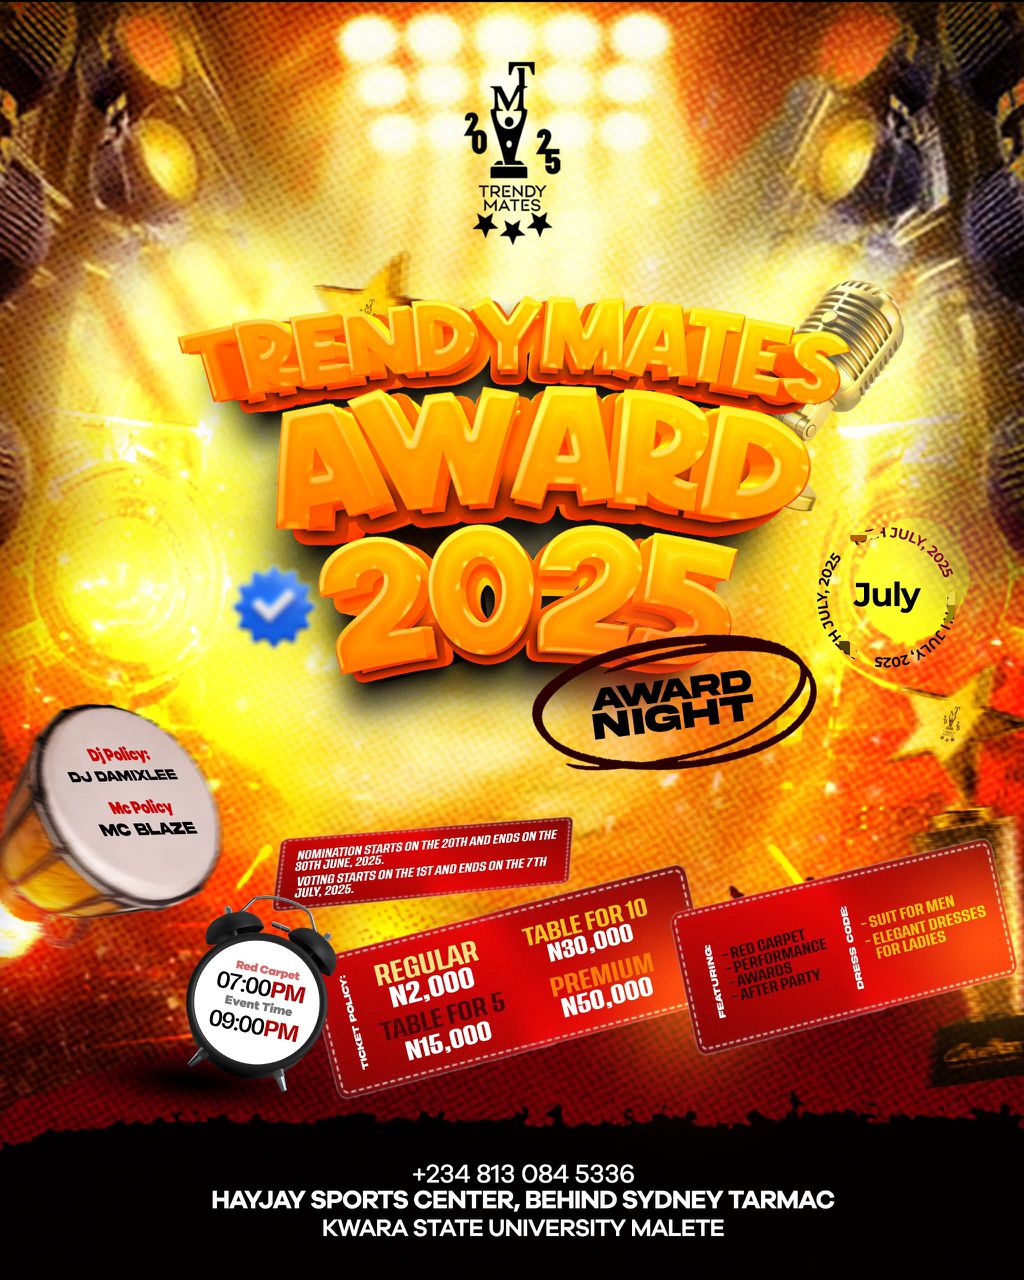 TM
2025
TRENDY
MATES
TRENDYMATES
AWARD
2025
JULY, 2025
July
JULY, 2025
JULY, 2025
AWARD
NIGHT
Dj Policy:
DJ DAMIXLEE
Mc Policy
MC BLAZE
NOMINATION STARTS ON THE 20TH AND ENDS ON THE
30TH JUNE, 2025.
VOTING STARTS ON THE 1ST AND ENDS ON THE 7TH
JULY, 2025.
Red Carpet
07:00PM
Event Time
09:00PM
TICKET POLICY:
REGULAR
N2,000
TABLE FOR 5
N15,000
TABLE FOR 10
N30,000
PREMIUM
N50,000
FEATURING:
- RED CARPET
- PERFORMANCE
- AWARDS
- AFTER PARTY
DRESS CODE:
- SUIT FOR MEN
- ELEGANT DRESSES
FOR LADIES
+234 813 084 5336
HAYJAY SPORTS CENTER, BEHIND SYDNEY TARMAC
KWARA STATE UNIVERSITY MALETE